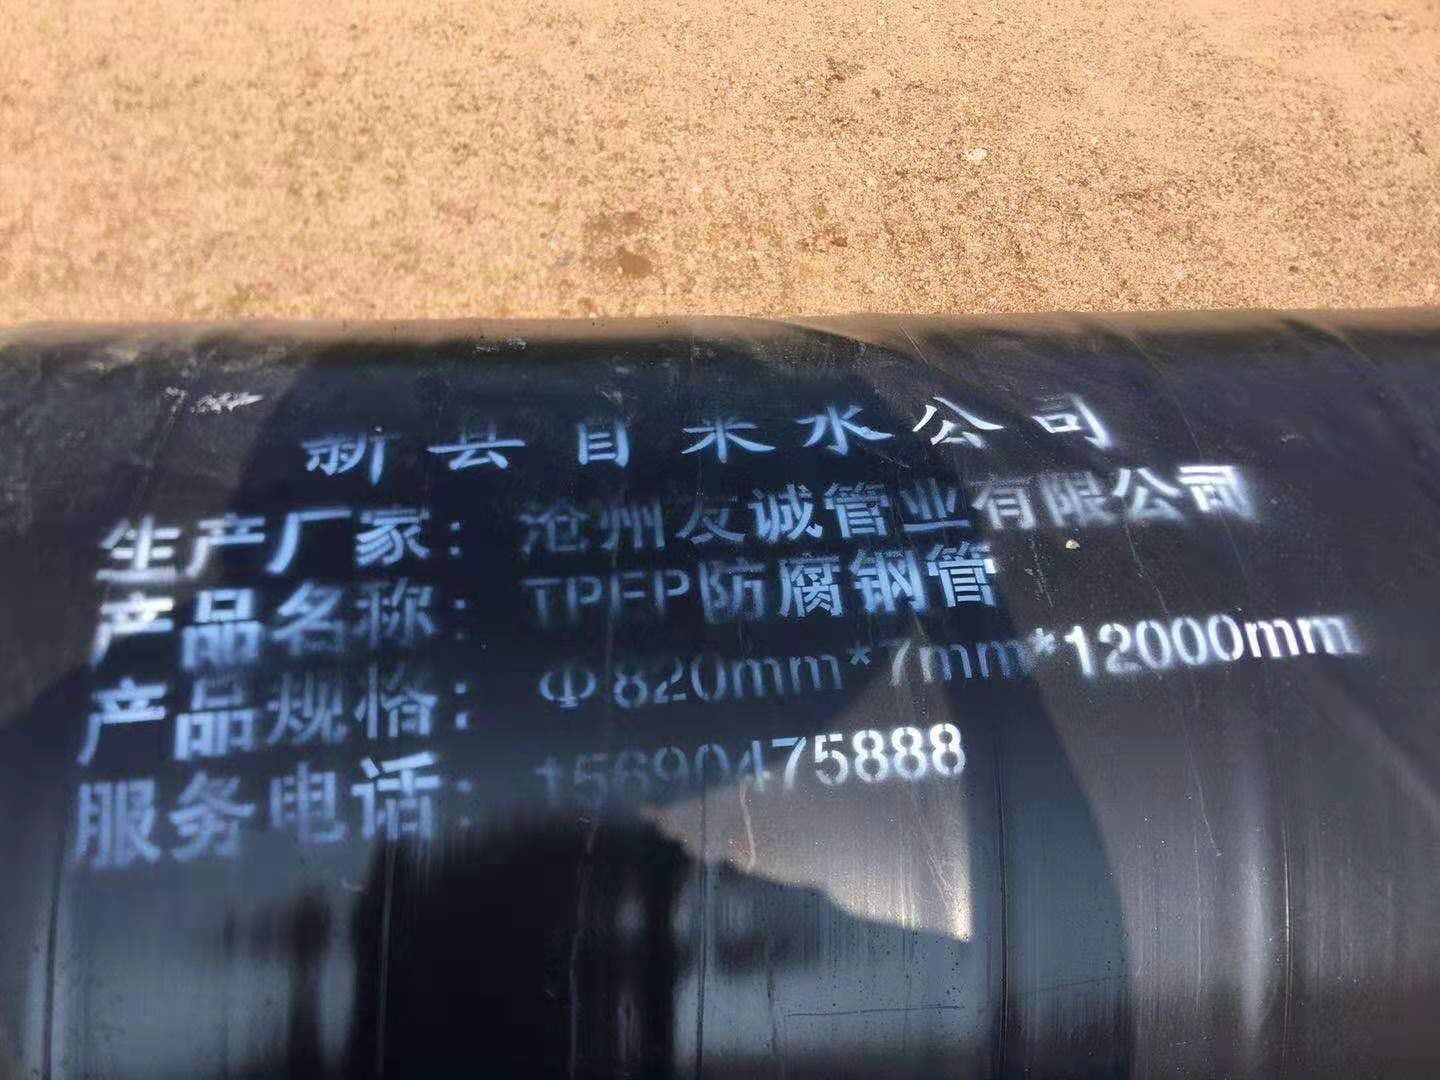 新县自来水公司
生产厂家：沧州友诚管业有限公司
产品名称：TPEP防腐钢管
产品规格：Φ820mm*7mm*12000mm
服务电话：15690475888